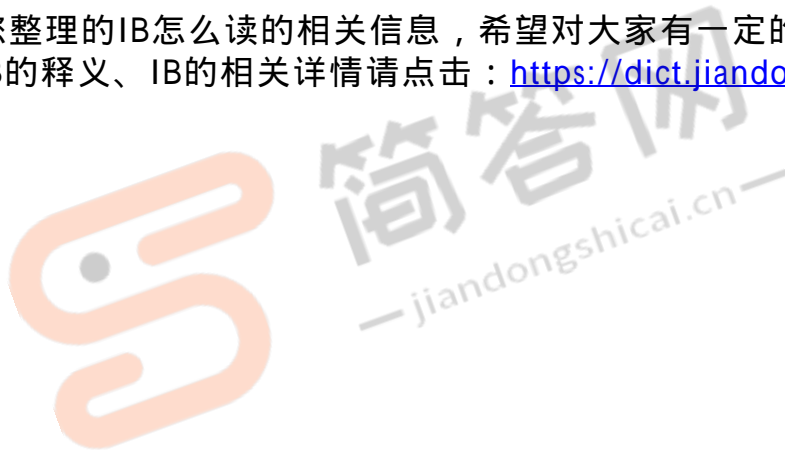 整理的IB怎么读的相关信息，希望对大家有一定的
的释义、IB的相关详情请点击：https://dict.jiando
简答网
jiandongshicai.cn